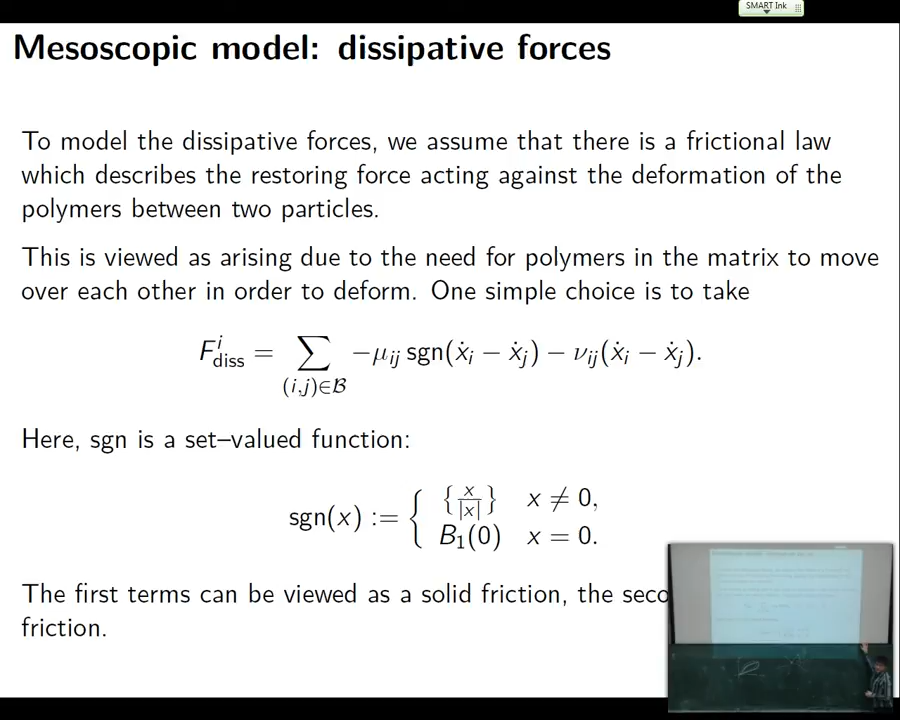 SMART Ink
Mesoscopic model: dissipative forces
To model the dissipative forces, we assume that there is a frictional law
which describes the restoring force acting against the deformation of the
polymers between two particles.
This is viewed as arising due to the need for polymers in the matrix to move
over each other in order to deform. One simple choice is to take
F^i_diss = ∑_{(i,j)∈ℬ} −μ_ij sgn(ẋ_i − ẋ_j) − ν_ij(ẋ_i − ẋ_j).
Here, sgn is a set–valued function:
sgn(x) := { {x/|x|} x ≠ 0,
B₁(0) x = 0.
The first terms can be viewed as a solid friction, the
friction.